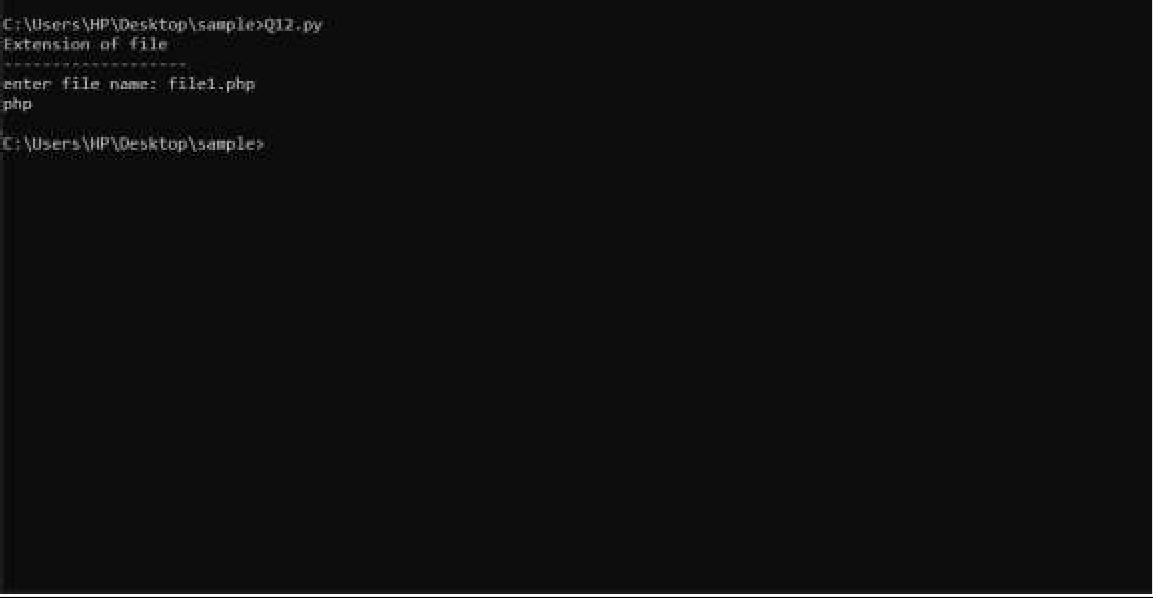 C:\Users\HP\Desktop\sample>Q12.py
Extension of file
-------------------
enter file name: file1.php
php
C:\Users\HP\Desktop\sample>